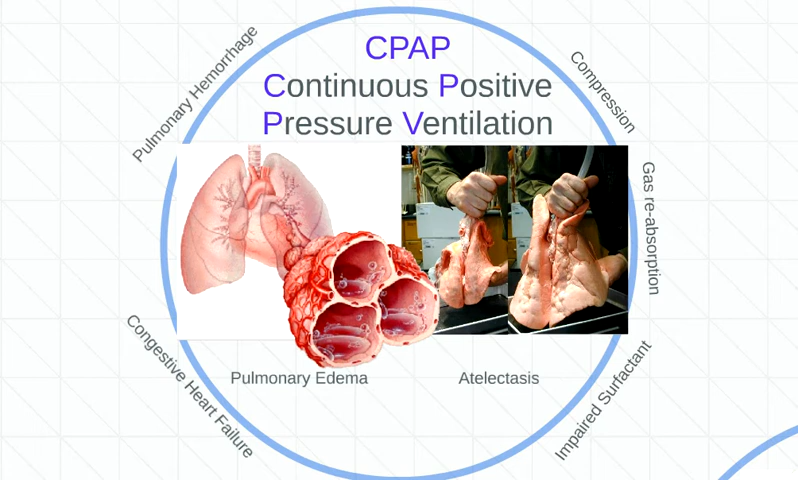 CPAP
Continuous Positive
Pressure Ventilation
Pulmonary Hemorrhage
Compression
Gas re-absorption
Congestive Heart Failure
Pulmonary Edema
Atelectasis
Impaired Surfactant